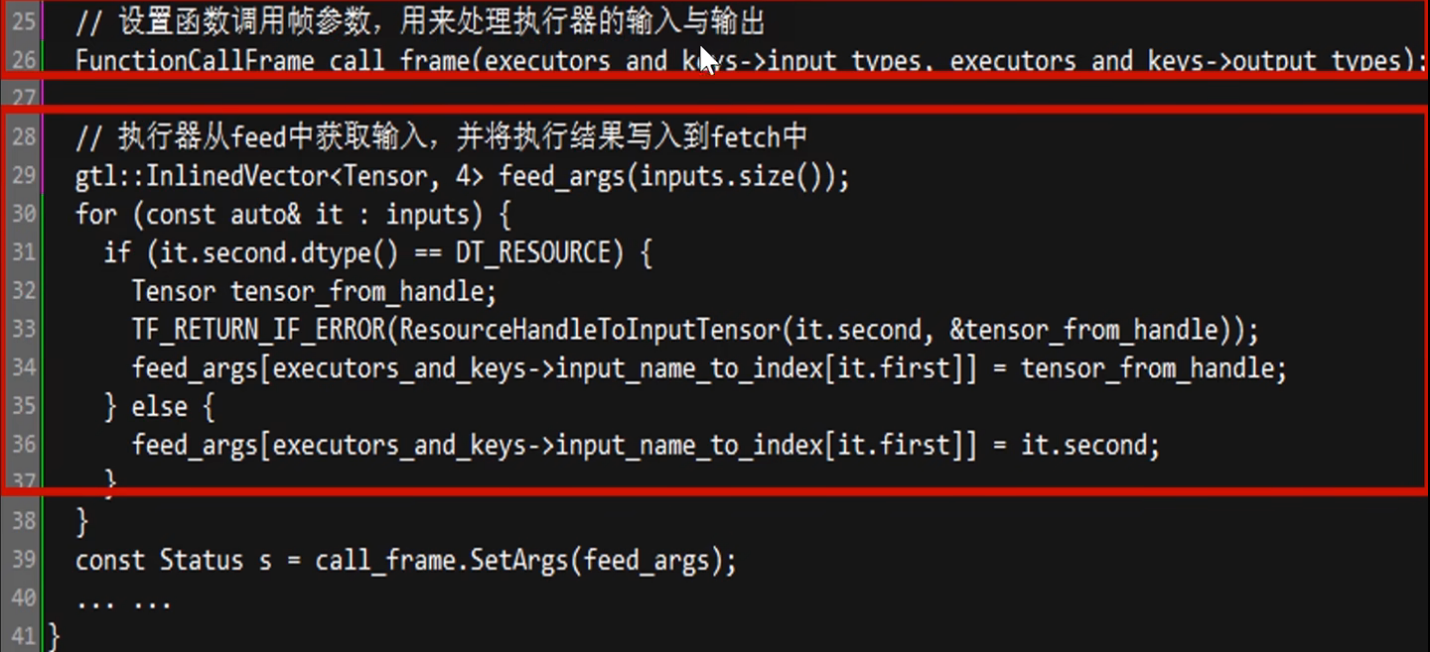 25 // 设置函数调用帧参数，用来处理执行器的输入与输出
26 FunctionCallFrame call_frame(executors_and_keys->input_types, executors_and_keys->output_types);
27
28 // 执行器从feed中获取输入，并将执行结果写入到fetch中
29 gtl::InlinedVector<Tensor, 4> feed_args(inputs.size());
30 for (const auto& it : inputs) {
31 if (it.second.dtype() == DT_RESOURCE) {
32 Tensor tensor_from_handle;
33 TF_RETURN_IF_ERROR(ResourceHandleToInputTensor(it.second, &tensor_from_handle));
34 feed_args[executors_and_keys->input_name_to_index[it.first]] = tensor_from_handle;
35 } else {
36 feed_args[executors_and_keys->input_name_to_index[it.first]] = it.second;
37 }
38 }
39 const Status s = call_frame.SetArgs(feed_args);
40 ... ...
41 }